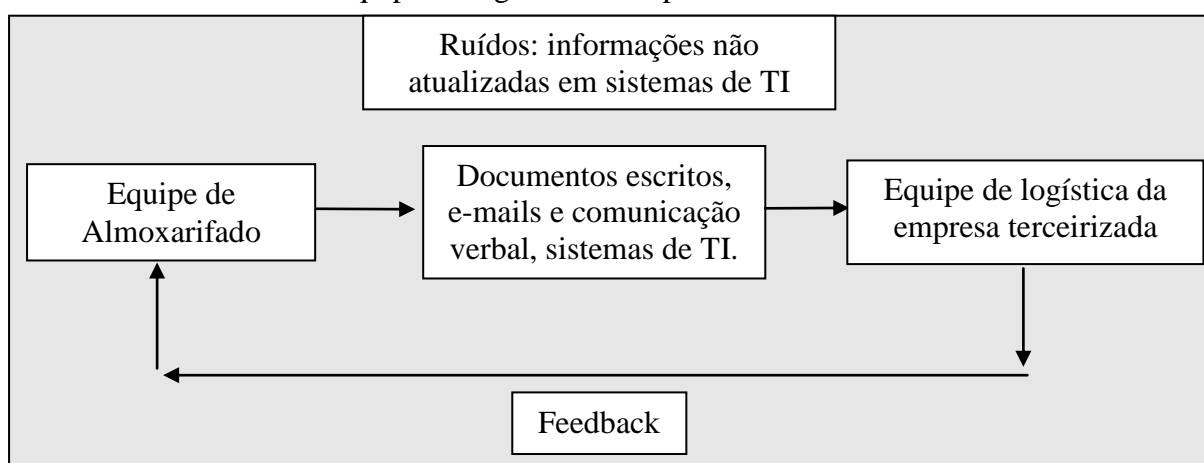 Ruídos: informações não
atualizadas em sistemas de TI
Equipe de
Almoxarifado
Documentos escritos,
e-mails e comunicação
verbal, sistemas de TI.
Equipe de logística da
empresa terceirizada
Feedback